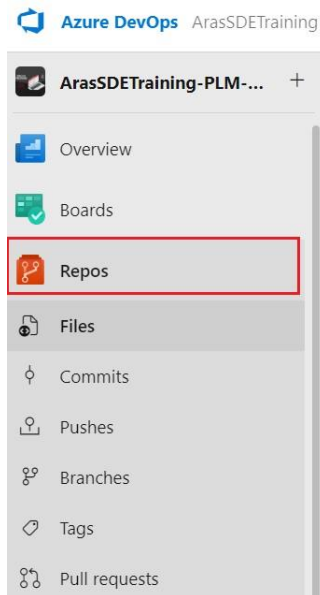 Azure DevOps ArasSDETraining
ArasSDETraining-PLM-... +
Overview
Boards
Repos
Files
Commits
Pushes
Branches
Tags
Pull requests